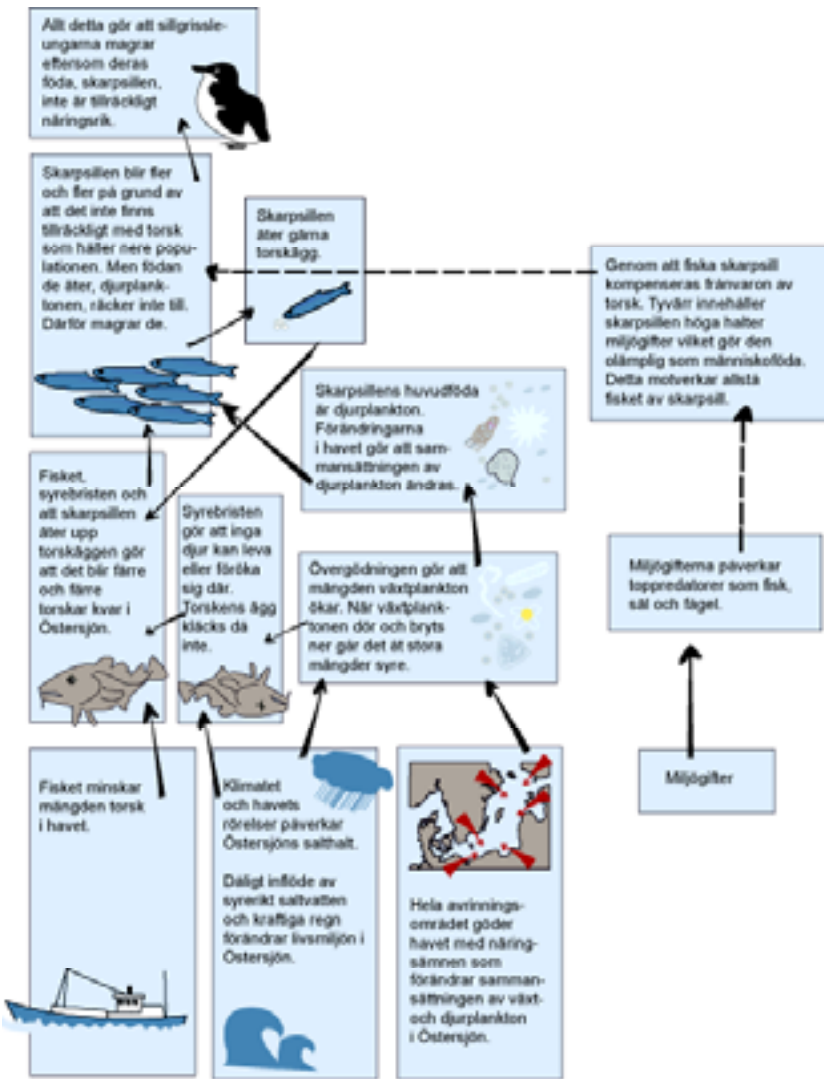 Allt detta gör att sillgrissle-
ungarna magrar
eftersom deras
föda, skarpsillen,
inte är tillräckligt
näringsrik.
Skarpsillen blir fler
och fler på grund av
att det inte finns
tillräckligt med torsk
som håller nere popu-
lationen. Men födan
de äter, djurplank-
tonen, räcker inte till.
Därför magrar de.
Skarpsillen
äter gärna
torskägg.
Genom att fiska skarpsill
kompenseras frånvaron av
torsk. Tyvärr innehåller
skarpsillen höga halter
miljögifter vilket gör den
olämplig som människoföda.
Detta motverkar alltså
fisket av skarpsill.
Skarpsillens huvudföda
är djurplankton.
Förändringarna
i havet gör att sam-
mansättningen av
djurplankton ändras.
Fisket,
syrebristen och
att skarpsillen
äter upp
torskäggen gör
att det blir färre
och färre
torskar kvar i
Östersjön.
Syrebristen
gör att inga
djur kan leva
eller föröka
sig där.
Torskens ägg
kläcks då
inte.
Övergödningen gör att
mängden växtplankton
ökar. När växtplank-
tonen dör och bryts
ner går det åt stora
mängder syre.
Miljögifterna påverkar
toppredatorer som fisk,
säl och fågel.
Fisket minskar
mängden torsk
i havet.
Klimatet
och havets
rörelser påverkar
Östersjöns salthalt.
Dåligt inflöde av
syrerikt saltvatten
och kraftiga regn
förändrar livsmiljön i
Östersjön.
Hela avrinnings-
området göder
havet med näring-
sämnen som
förändrar samman-
sättningen av växt-
och djurplankton
i Östersjön.
Miljögifter